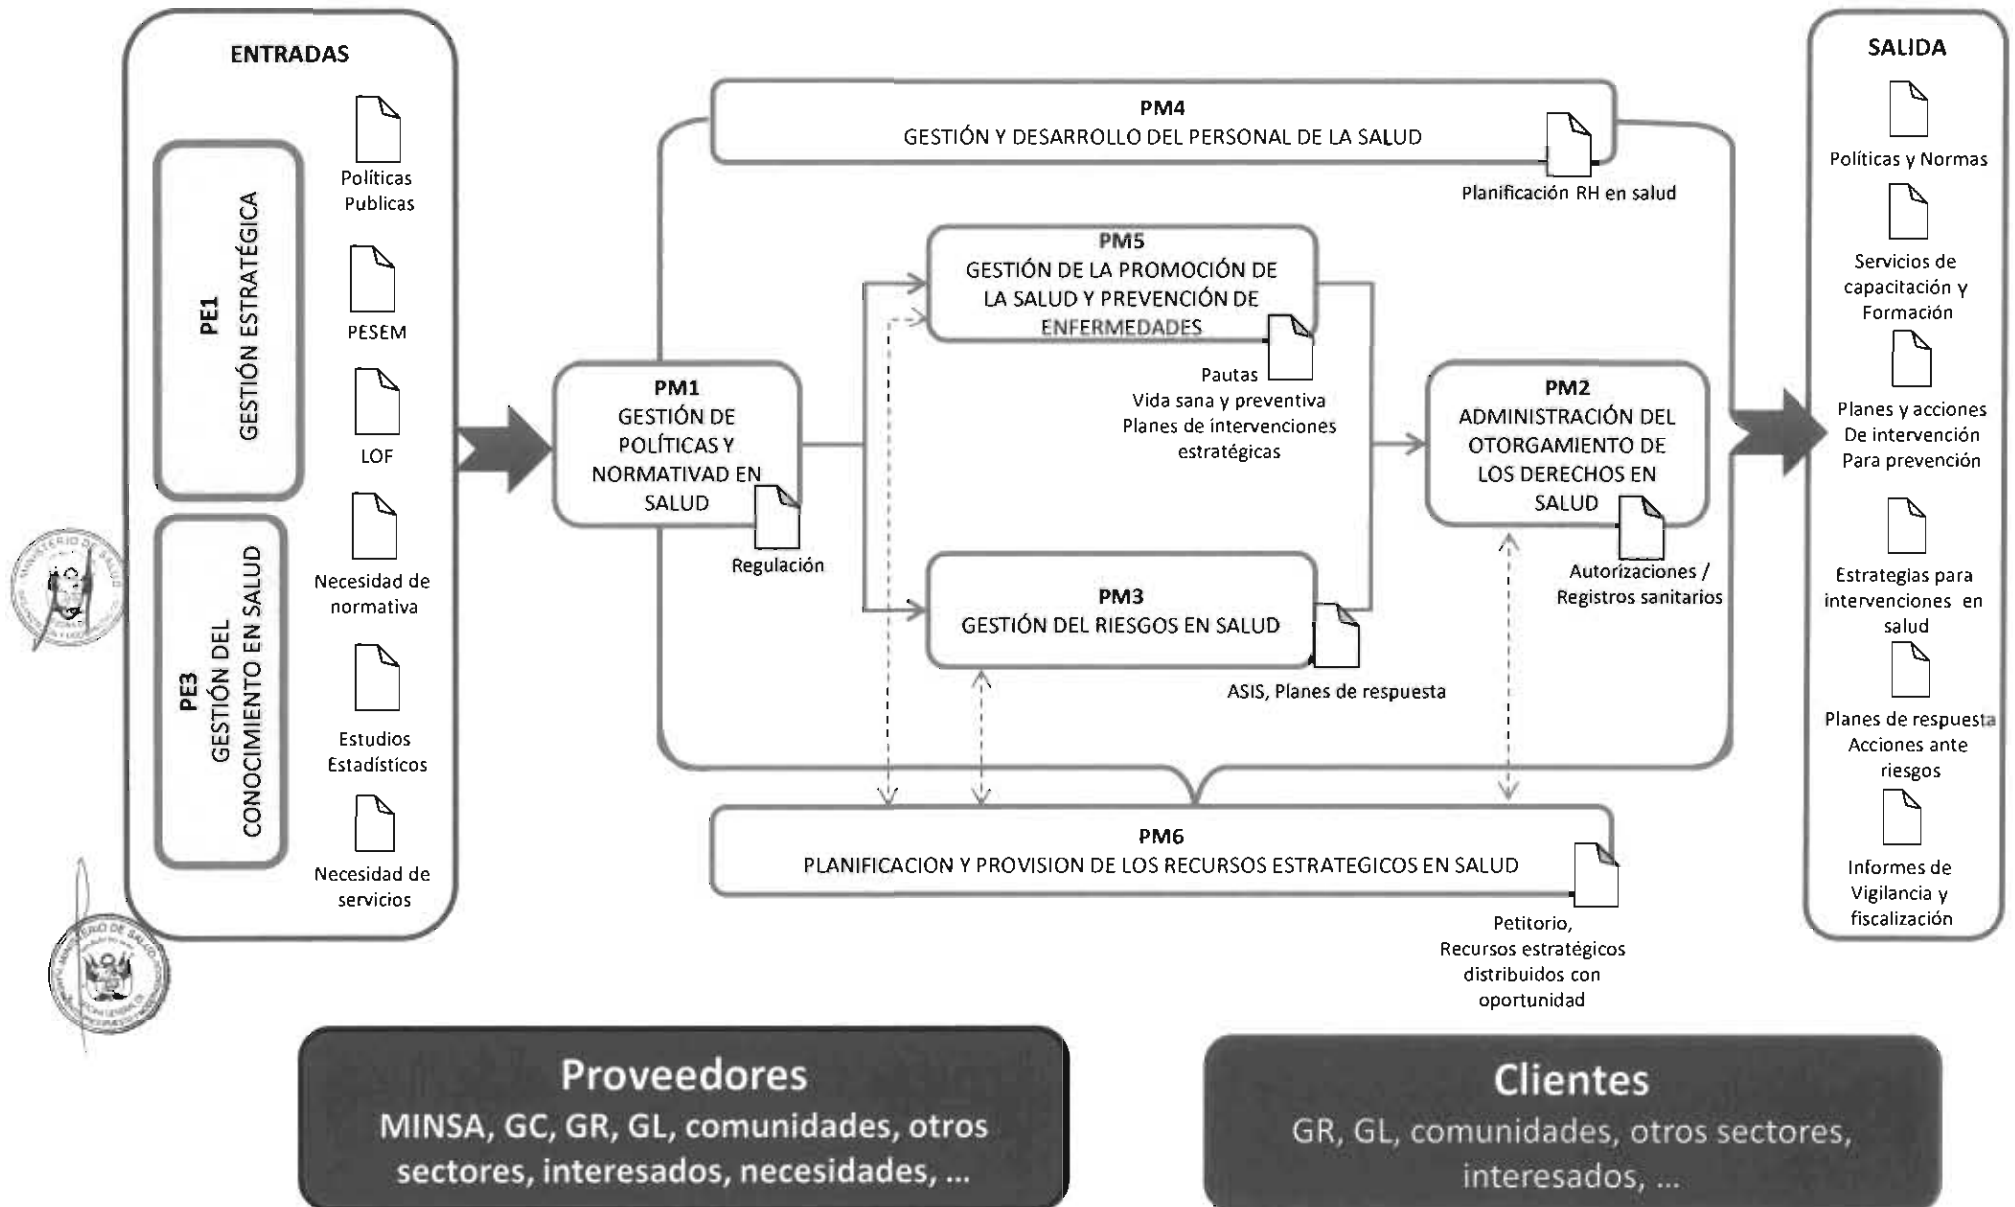 ENTRADAS
PE1
GESTIÓN ESTRATÉGICA
PE3
GESTIÓN DEL
CONOCIMIENTO EN SALUD
Políticas
Publicas
PESEM
LOF
Necesidad de
normativa
Estudios
Estadísticos
Necesidad de
servicios
PM4
GESTIÓN Y DESARROLLO DEL PERSONAL DE LA SALUD
Planificación RH en salud
PM1
GESTIÓN DE
POLÍTICAS Y
NORMATIVAD EN
SALUD
Regulación
PM5
GESTIÓN DE LA PROMOCIÓN DE
LA SALUD Y PREVENCIÓN DE
ENFERMEDADES
Pautas
Vida sana y preventiva
Planes de intervenciones
estratégicas
PM3
GESTIÓN DEL RIESGOS EN SALUD
ASIS, Planes de respuesta
PM2
ADMINISTRACIÓN DEL
OTORGAMIENTO DE
LOS DERECHOS EN
SALUD
Autorizaciones /
Registros sanitarios
PM6
PLANIFICACION Y PROVISION DE LOS RECURSOS ESTRATEGICOS EN SALUD
Petitorio,
Recursos estratégicos
distribuidos con
oportunidad
SALIDA
Políticas y Normas
Servicios de
capacitación y
Formación
Planes y acciones
De intervención
Para prevención
Estrategias para
intervenciones en
salud
Planes de respuesta
Acciones ante
riesgos
Informes de
Vigilancia y
fiscalización
MINISTERIO DE SALUD
MINISTERIO DE SALUD
Proveedores
MINSA, GC, GR, GL, comunidades, otros
sectores, interesados, necesidades, ...
Clientes
GR, GL, comunidades, otros sectores,
interesados, ...